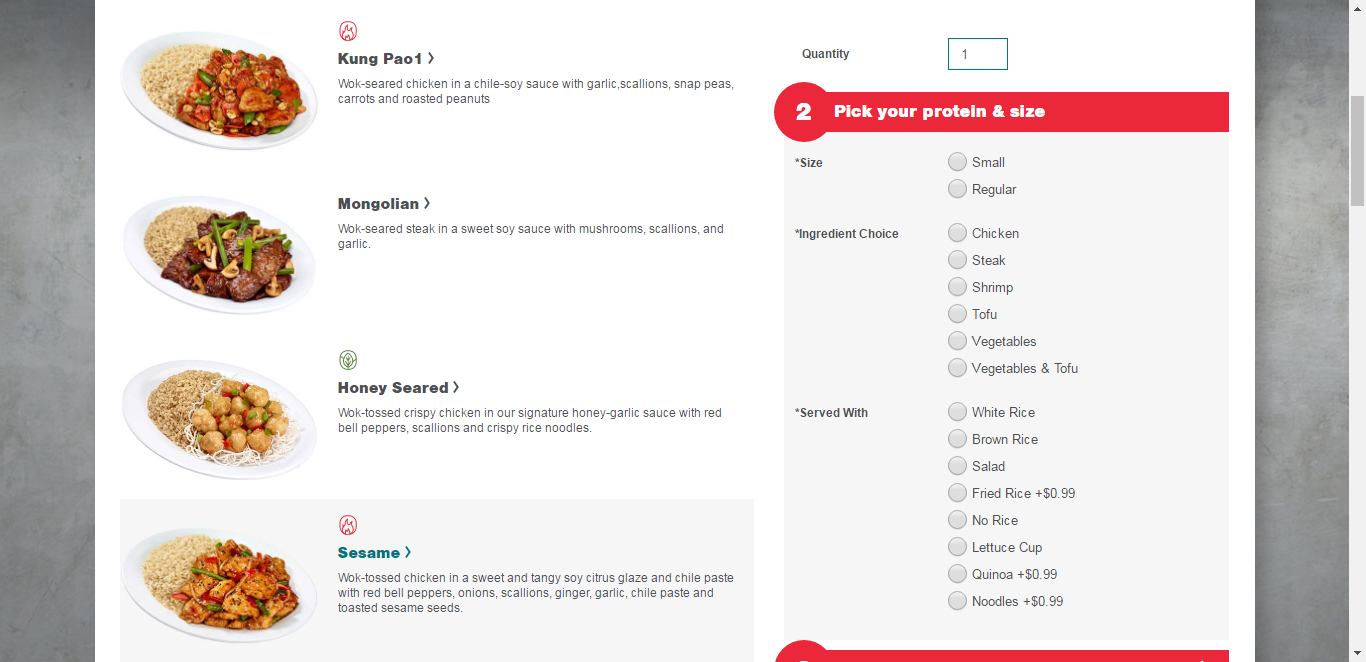 Kung Pao1 >
Wok-seared chicken in a chile-soy sauce with garlic,scallions, snap peas,
carrots and roasted peanuts
Mongolian >
Wok-seared steak in a sweet soy sauce with mushrooms, scallions, and
garlic.
Honey Seared >
Wok-tossed crispy chicken in our signature honey-garlic sauce with red
bell peppers, scallions and crispy rice noodles.
Sesame >
Wok-tossed chicken in a sweet and tangy soy citrus glaze and chile paste
with red bell peppers, onions, scallions, ginger, garlic, chile paste and
toasted sesame seeds.
Quantity 1
2 Pick your protein & size
*Size
Small
Regular
*Ingredient Choice
Chicken
Steak
Shrimp
Tofu
Vegetables
Vegetables & Tofu
*Served With
White Rice
Brown Rice
Salad
Fried Rice +$0.99
No Rice
Lettuce Cup
Quinoa +$0.99
Noodles +$0.99